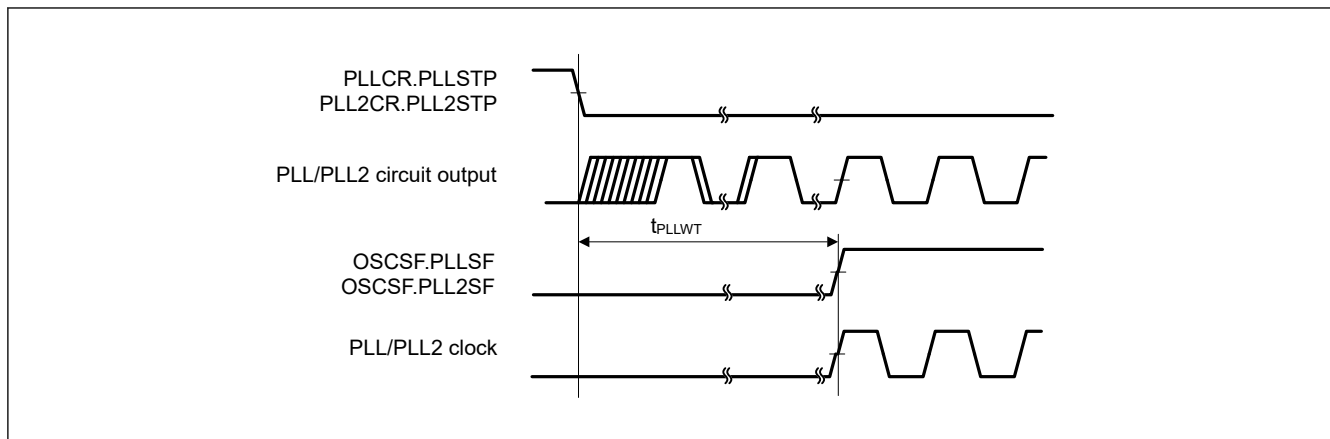 PLLCR.PLLSTP
PLL2CR.PLL2STP
PLL/PLL2 circuit output
tPLLWT
OSCSF.PLLSF
OSCSF.PLL2SF
PLL/PLL2 clock